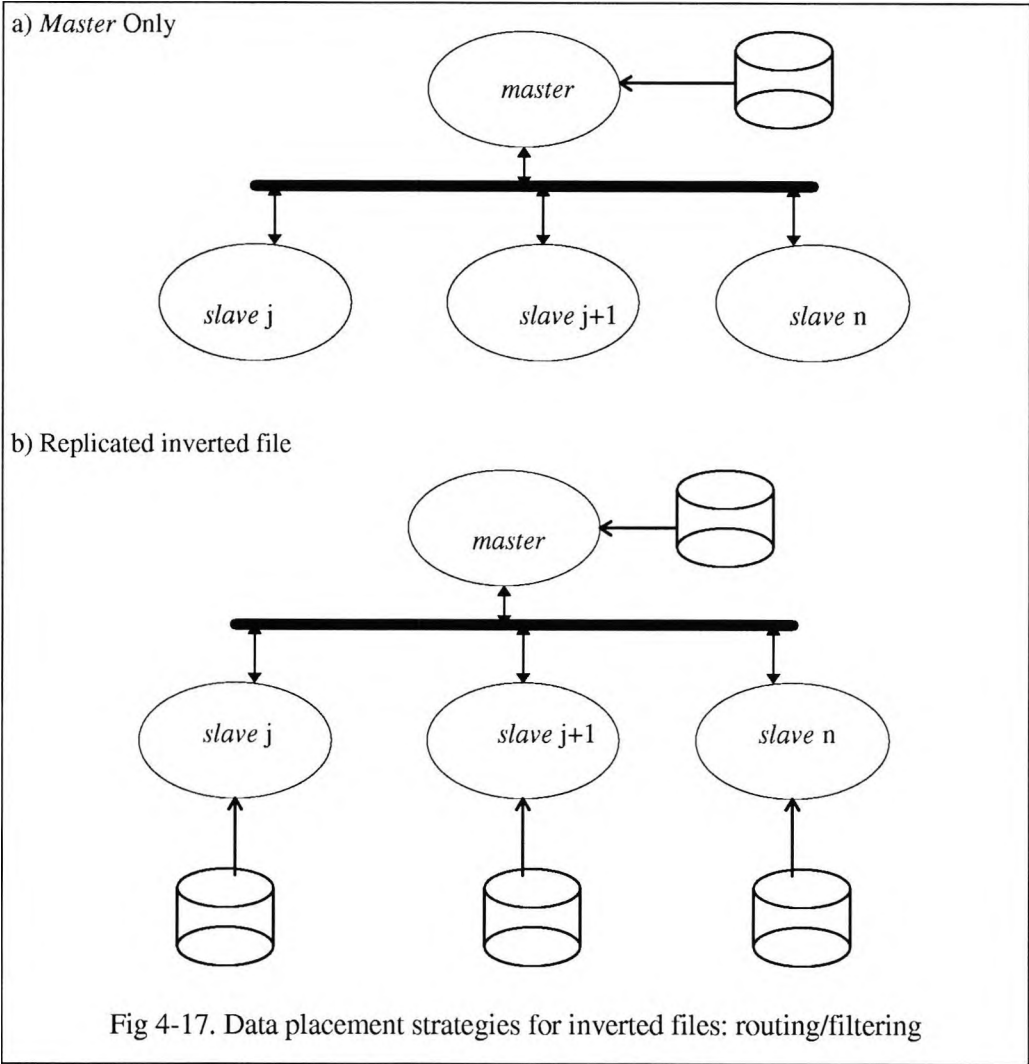 a) Master Only
master
slave j
slave j+1
slave n
b) Replicated inverted file
master
slave j
slave j+1
slave n
Fig 4-17. Data placement strategies for inverted files: routing/filtering